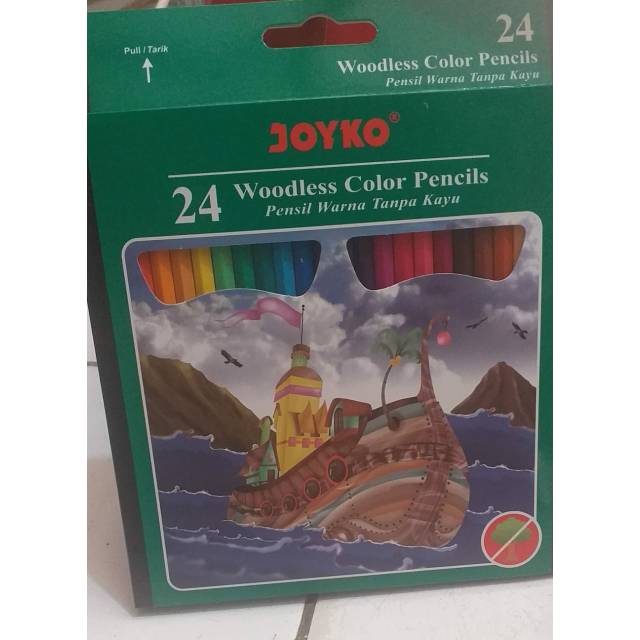 Pull / Tarik
24
Woodless Color Pencils
Pensil Warna Tanpa Kayu
JOYKO®
24 Woodless Color Pencils
Pensil Warna Tanpa Kayu